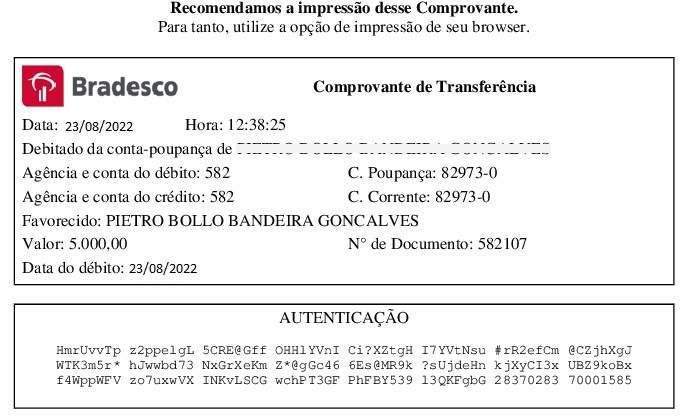 Recomendamos a impressão desse Comprovante.
Para tanto, utilize a opção de impressão de seu browser.
Bradesco Comprovante de Transferência
Data: 23/08/2022 Hora: 12:38:25
Debitado da conta-poupança de
Agência e conta do débito: 582 C. Poupança: 82973-0
Agência e conta do crédito: 582 C. Corrente: 82973-0
Favorecido: PIETRO BOLLO BANDEIRA GONCALVES
Valor: 5.000,00 N° de Documento: 582107
Data do débito: 23/08/2022
AUTENTICAÇÃO
HmrUvvTp z2ppelgL 5CRE@Gff OHHlYVnI Ci?XZtgH I7YVtNsu #rR2efCm @CZjhXgJ
WTK3m5r* hJwwbd73 NxGrXeKm Z*@gGc46 6Es@MR9k ?sUjdeHn kjXyCI3x UBZ9koBx
f4WppWFV zo7uxwVX INKvLSCG wchPT3GF PhFBY539 l3QKFgbG 28370283 70001585